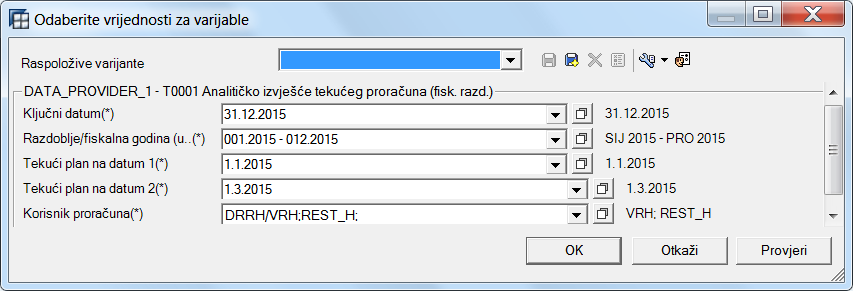 Odaberite vrijednosti za varijable
Raspoložive varijante
DATA_PROVIDER_1 - T0001 Analitičko izvješće tekućeg proračuna (fisk. razd.)
Ključni datum(*) 31.12.2015 31.12.2015
Razdoblje/fiskalna godina (u..(*) 001.2015 - 012.2015 SIJ 2015 - PRO 2015
Tekući plan na datum 1(*) 1.1.2015 1.1.2015
Tekući plan na datum 2(*) 1.3.2015 1.3.2015
Korisnik proračuna(*) DRRH/VRH;REST_H; VRH; REST_H
OK Otkaži Provjeri